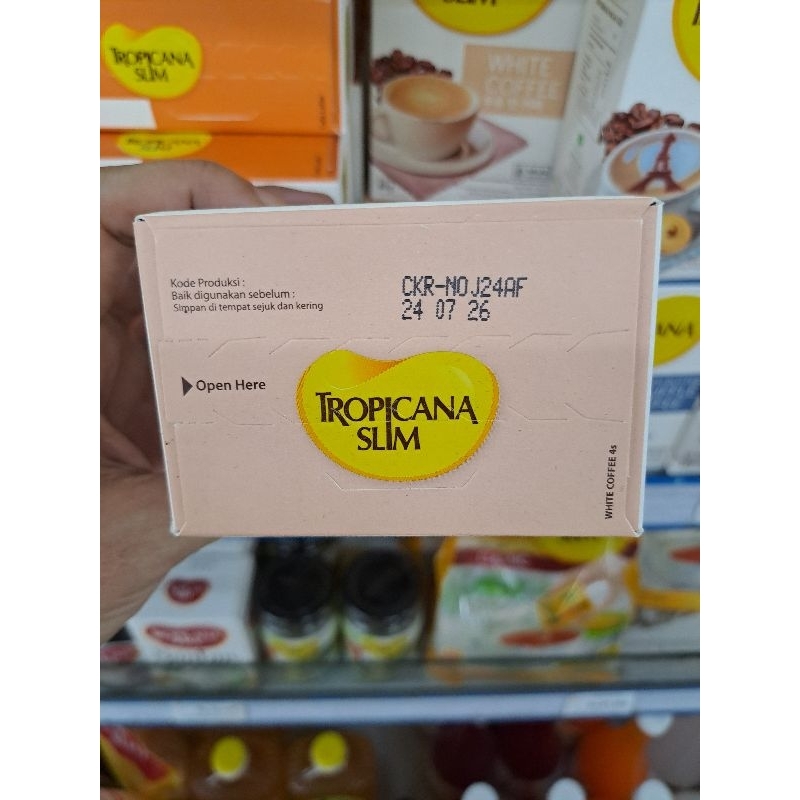 TROPICANA
SLIM
TROPICANA
WHITE
COFFEE
Kode Produksi :
Baik digunakan sebelum :
Simpan di tempat sejuk dan kering
CKR-NOJ24AF
24 07 26
Open Here
TROPICANA
SLIM
WHITE COFFEE 4s